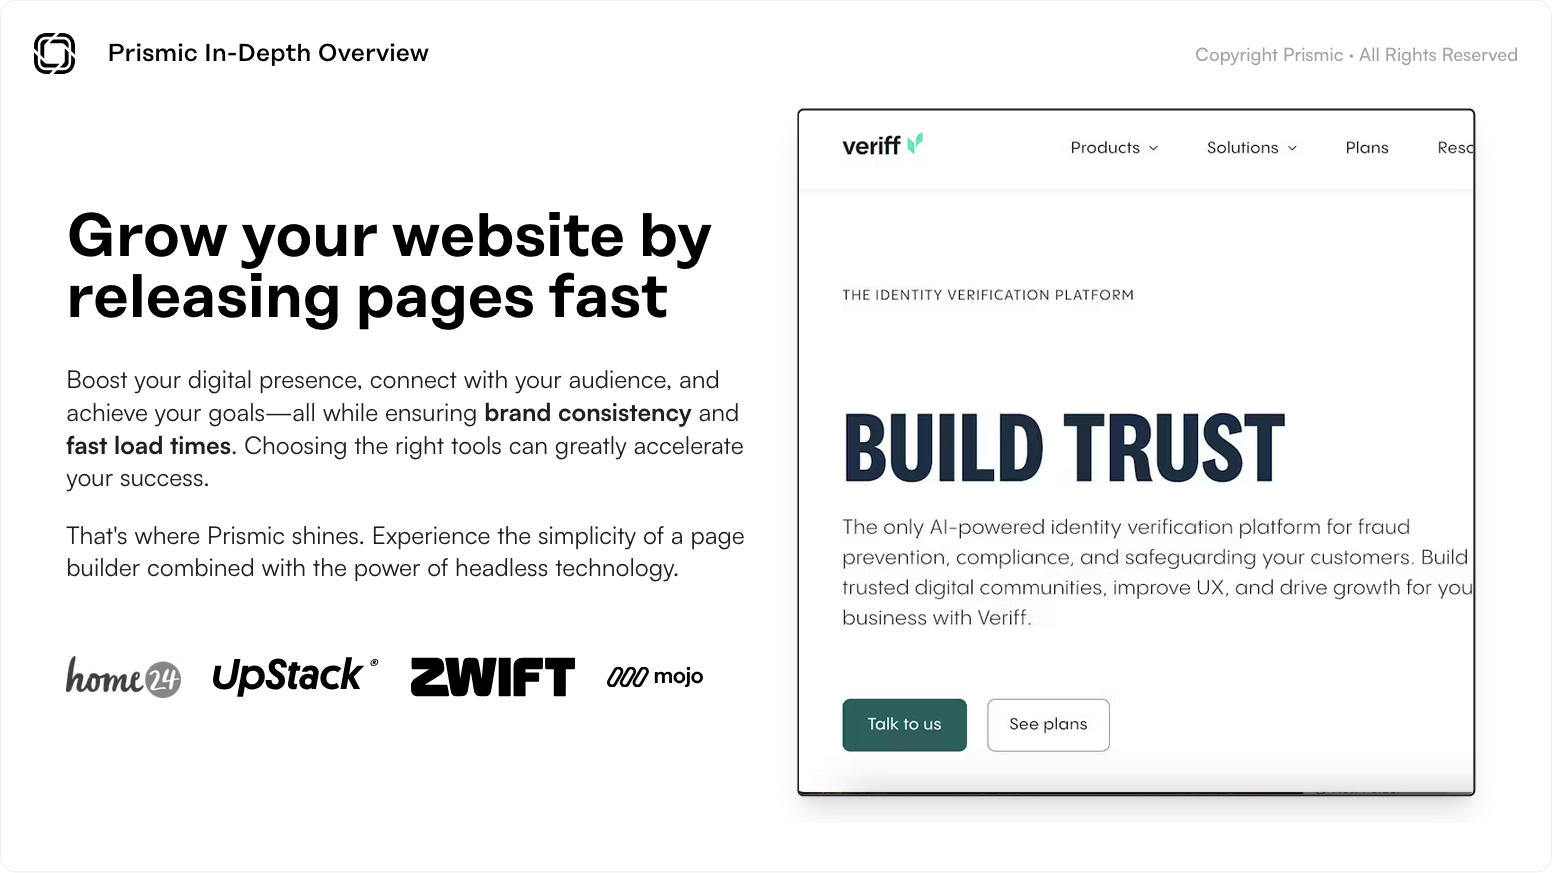 Prismic In-Depth Overview
Copyright Prismic • All Rights Reserved
Grow your website by
releasing pages fast
Boost your digital presence, connect with your audience, and
achieve your goals—all while ensuring brand consistency and
fast load times. Choosing the right tools can greatly accelerate
your success.
That's where Prismic shines. Experience the simplicity of a page
builder combined with the power of headless technology.
home24
UpStack®
ZWIFT
mojo
veriff
Products
Solutions
Plans
Reso
THE IDENTITY VERIFICATION PLATFORM
BUILD TRUST
The only AI-powered identity verification platform for fraud
prevention, compliance, and safeguarding your customers. Build
trusted digital communities, improve UX, and drive growth for you
business with Veriff.
Talk to us
See plans